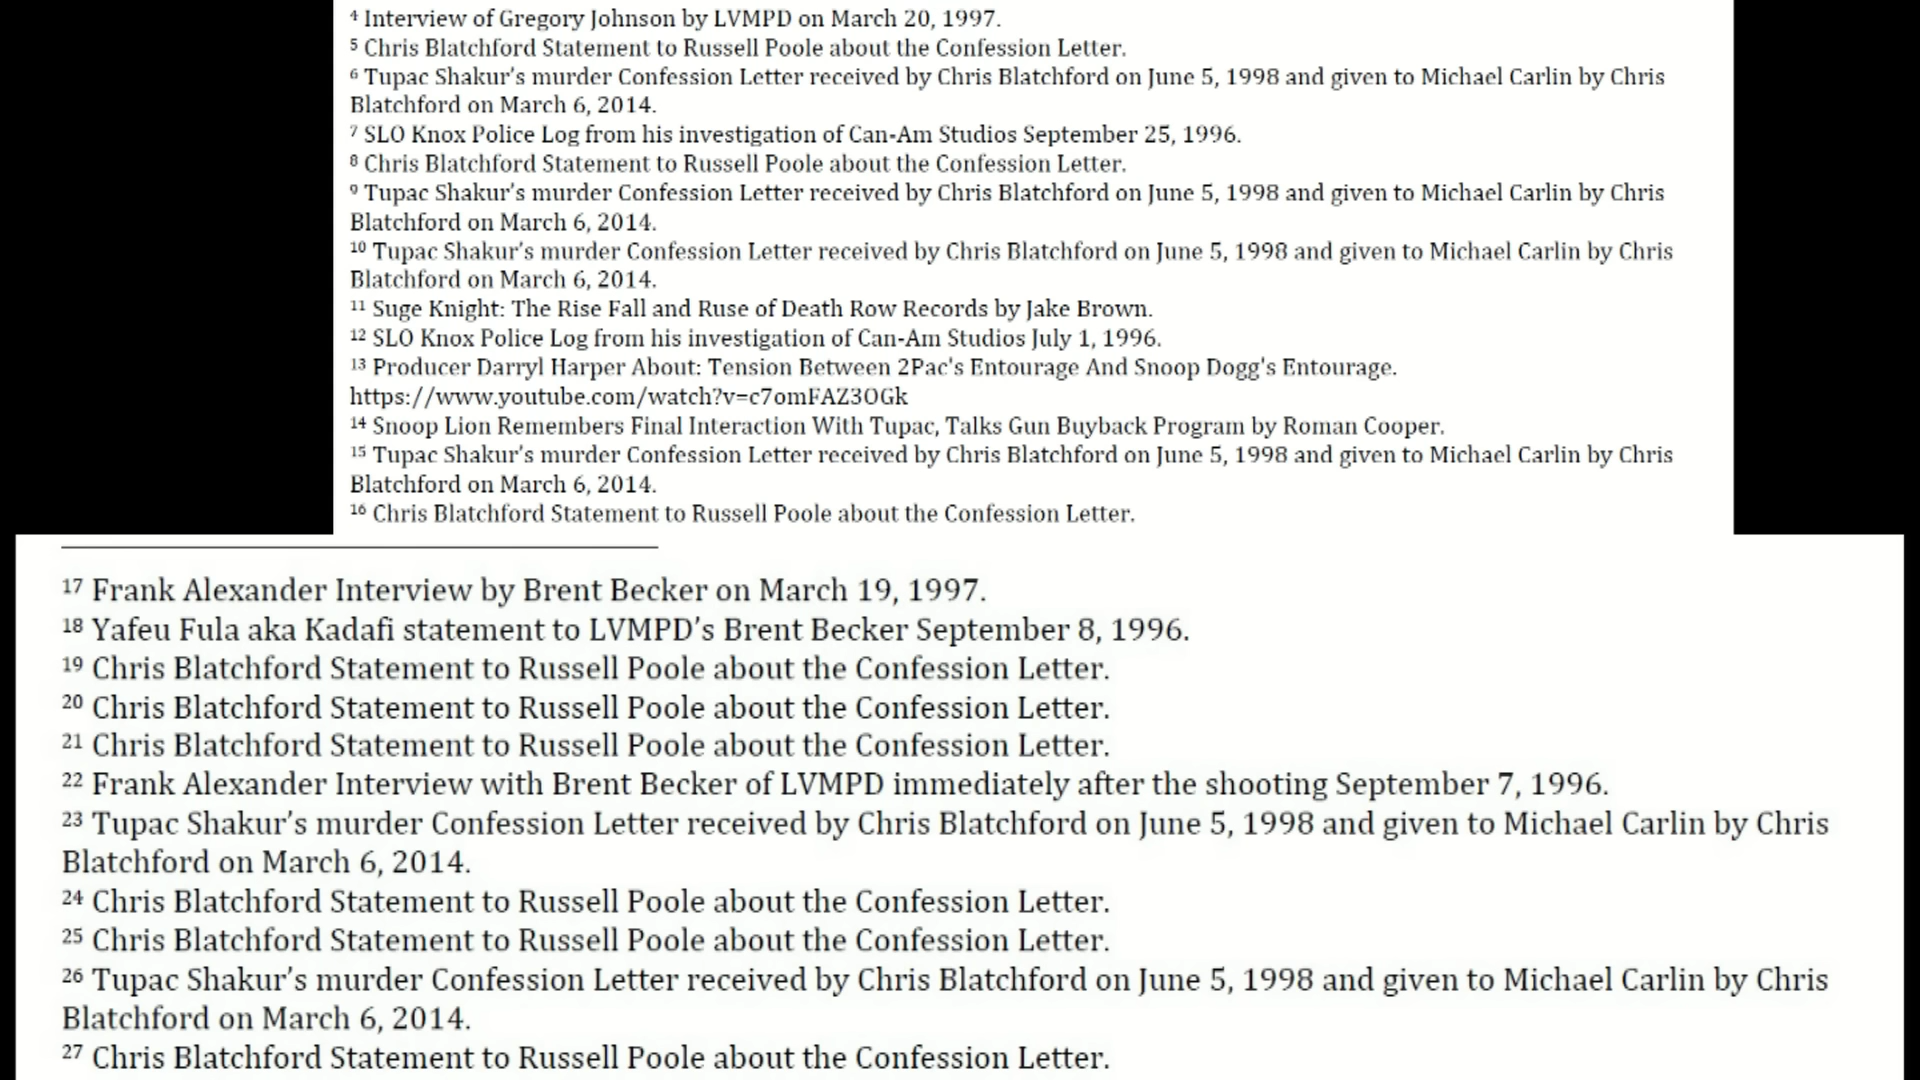 ⁴ Interview of Gregory Johnson by LVMPD on March 20, 1997.
⁵ Chris Blatchford Statement to Russell Poole about the Confession Letter.
⁶ Tupac Shakur’s murder Confession Letter received by Chris Blatchford on June 5, 1998 and given to Michael Carlin by Chris
Blatchford on March 6, 2014.
⁷ SLO Knox Police Log from his investigation of Can-Am Studios September 25, 1996.
⁸ Chris Blatchford Statement to Russell Poole about the Confession Letter.
⁹ Tupac Shakur’s murder Confession Letter received by Chris Blatchford on June 5, 1998 and given to Michael Carlin by Chris
Blatchford on March 6, 2014.
¹⁰ Tupac Shakur’s murder Confession Letter received by Chris Blatchford on June 5, 1998 and given to Michael Carlin by Chris
Blatchford on March 6, 2014.
¹¹ Suge Knight: The Rise Fall and Ruse of Death Row Records by Jake Brown.
¹² SLO Knox Police Log from his investigation of Can-Am Studios July 1, 1996.
¹³ Producer Darryl Harper About: Tension Between 2Pac's Entourage And Snoop Dogg's Entourage.
https://www.youtube.com/watch?v=c7omFAZ3OGk
¹⁴ Snoop Lion Remembers Final Interaction With Tupac, Talks Gun Buyback Program by Roman Cooper.
¹⁵ Tupac Shakur’s murder Confession Letter received by Chris Blatchford on June 5, 1998 and given to Michael Carlin by Chris
Blatchford on March 6, 2014.
¹⁶ Chris Blatchford Statement to Russell Poole about the Confession Letter.
¹⁷ Frank Alexander Interview by Brent Becker on March 19, 1997.
¹⁸ Yafeu Fula aka Kadafi statement to LVMPD’s Brent Becker September 8, 1996.
¹⁹ Chris Blatchford Statement to Russell Poole about the Confession Letter.
²⁰ Chris Blatchford Statement to Russell Poole about the Confession Letter.
²¹ Chris Blatchford Statement to Russell Poole about the Confession Letter.
²² Frank Alexander Interview with Brent Becker of LVMPD immediately after the shooting September 7, 1996.
²³ Tupac Shakur’s murder Confession Letter received by Chris Blatchford on June 5, 1998 and given to Michael Carlin by Chris
Blatchford on March 6, 2014.
²⁴ Chris Blatchford Statement to Russell Poole about the Confession Letter.
²⁵ Chris Blatchford Statement to Russell Poole about the Confession Letter.
²⁶ Tupac Shakur’s murder Confession Letter received by Chris Blatchford on June 5, 1998 and given to Michael Carlin by Chris
Blatchford on March 6, 2014.
²⁷ Chris Blatchford Statement to Russell Poole about the Confession Letter.